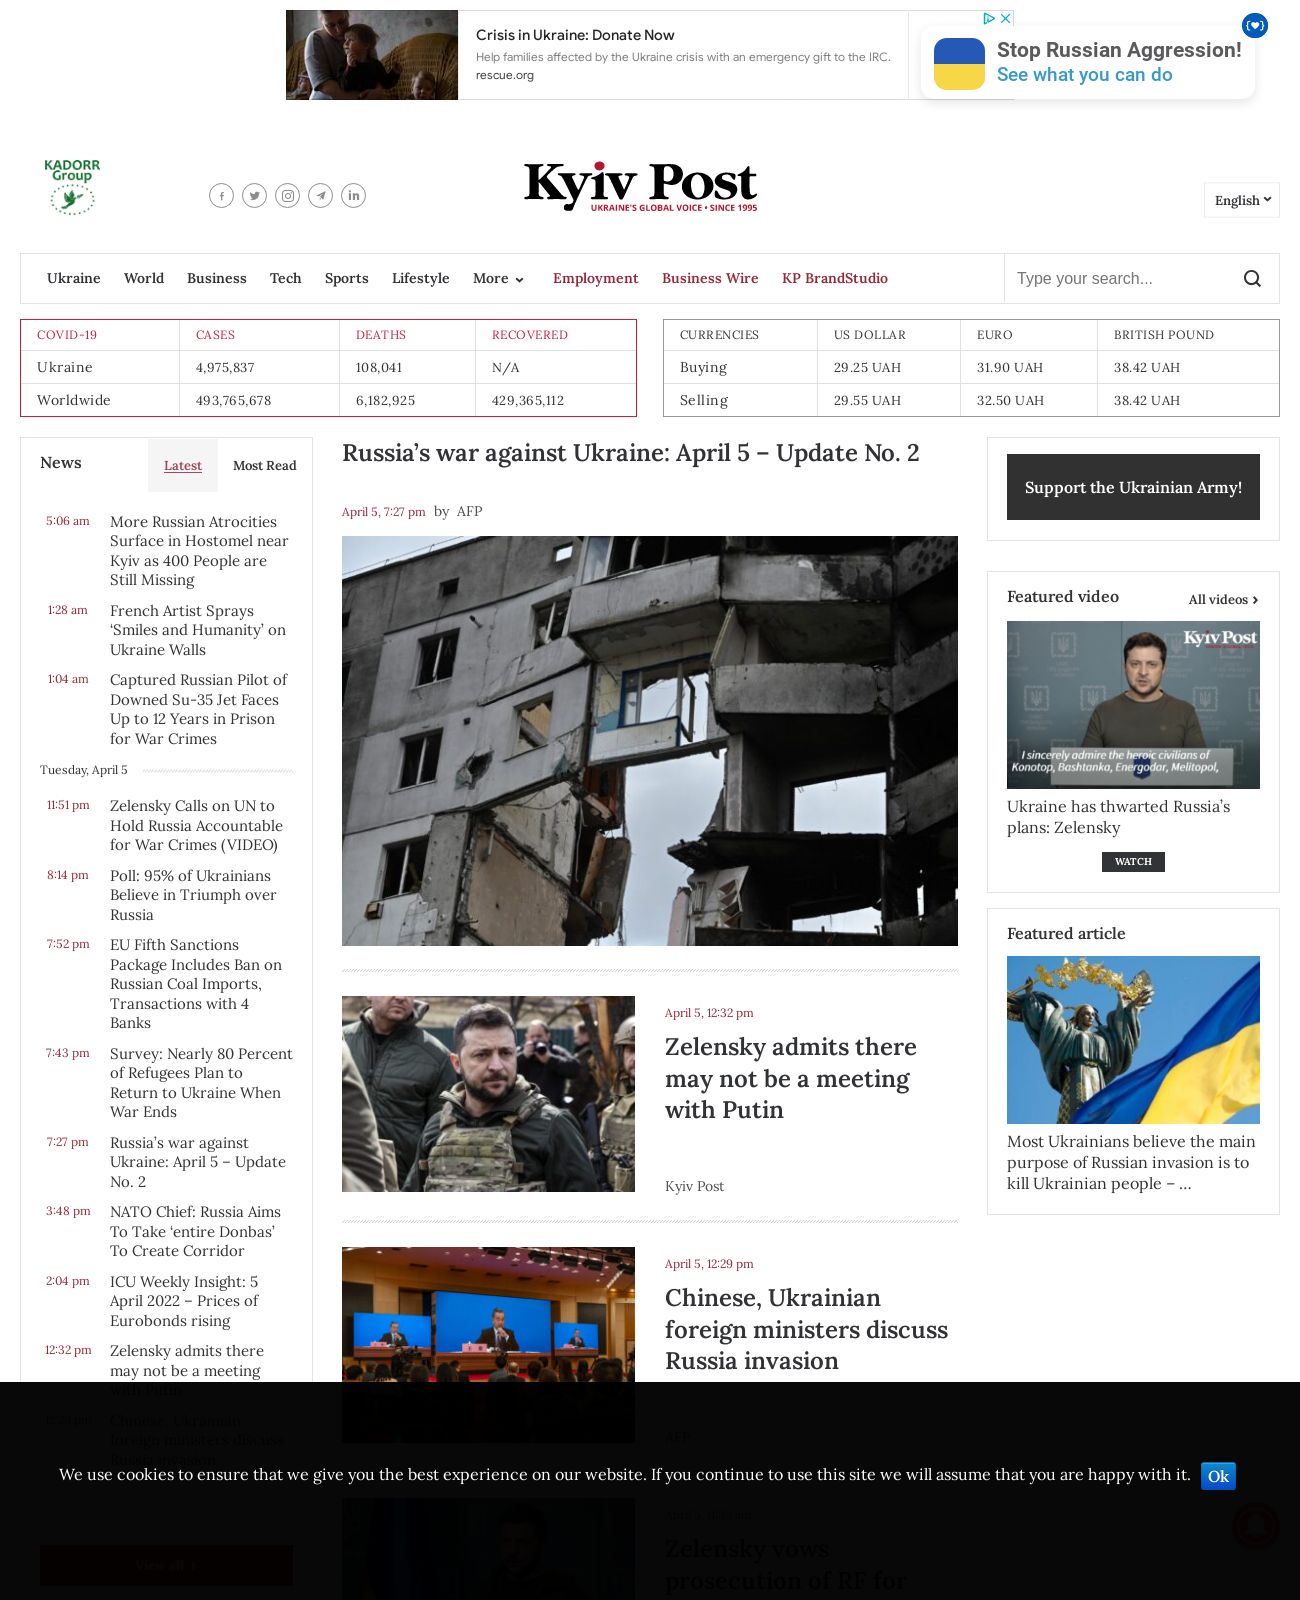 Crisis in Ukraine: Donate Now
Help families affected by the Ukraine crisis with an emergency gift to the IRC.
rescue.org
Stop Russian Aggression!
See what you can do
KADORR
Group
Kyiv Post
UKRAINE'S GLOBAL VOICE • SINCE 1995
English
Ukraine World Business Tech Sports Lifestyle More Employment Business Wire KP BrandStudio
Type your search...
COVID-19 CASES DEATHS RECOVERED
Ukraine 4,975,837 108,041 N/A
Worldwide 493,765,678 6,182,925 429,365,112
CURRENCIES US DOLLAR EURO BRITISH POUND
Buying 29.25 UAH 31.90 UAH 38.42 UAH
Selling 29.55 UAH 32.50 UAH 38.42 UAH
News Latest Most Read
5:06 am More Russian Atrocities
Surface in Hostomel near
Kyiv as 400 People are
Still Missing
1:28 am French Artist Sprays
‘Smiles and Humanity’ on
Ukraine Walls
1:04 am Captured Russian Pilot of
Downed Su-35 Jet Faces
Up to 12 Years in Prison
for War Crimes
Tuesday, April 5
11:51 pm Zelensky Calls on UN to
Hold Russia Accountable
for War Crimes (VIDEO)
8:14 pm Poll: 95% of Ukrainians
Believe in Triumph over
Russia
7:52 pm EU Fifth Sanctions
Package Includes Ban on
Russian Coal Imports,
Transactions with 4
Banks
7:43 pm Survey: Nearly 80 Percent
of Refugees Plan to
Return to Ukraine When
War Ends
7:27 pm Russia’s war against
Ukraine: April 5 – Update
No. 2
3:48 pm NATO Chief: Russia Aims
To Take ‘entire Donbas’
To Create Corridor
2:04 pm ICU Weekly Insight: 5
April 2022 – Prices of
Eurobonds rising
12:32 pm Zelensky admits there
may not be a meeting
with Putin
Chinese, Ukrainian
foreign ministers discuss
Russia invasion
View all
Russia’s war against Ukraine: April 5 – Update No. 2
April 5, 7:27 pm by AFP
April 5, 12:32 pm
Zelensky admits there
may not be a meeting
with Putin
Kyiv Post
April 5, 12:29 pm
Chinese, Ukrainian
foreign ministers discuss
Russia invasion
AFP
Zelensky vows
prosecution of RF for
Support the Ukrainian Army!
Featured video All videos
Kyiv Post
I sincerely admire the heroic civilians of
Konotop, Bashtanka, Energodar, Melitopol,
Ukraine has thwarted Russia’s
plans: Zelensky
WATCH
Featured article
Most Ukrainians believe the main
purpose of Russian invasion is to
kill Ukrainian people – ...
We use cookies to ensure that we give you the best experience on our website. If you continue to use this site we will assume that you are happy with it. Ok